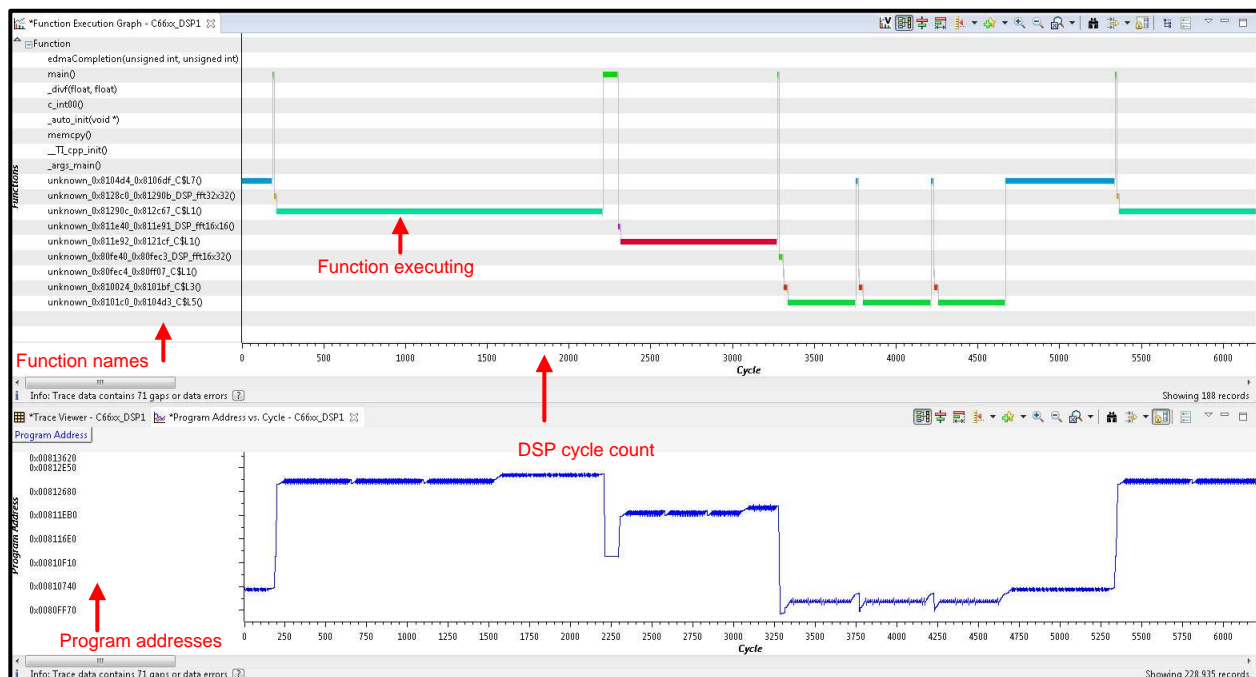 *Function Execution Graph - C66xx_DSP1
Function
edmaCompletion(unsigned int, unsigned int)
main()
_divf(float, float)
c_int00()
_auto_init(void *)
memcpy()
__TI_cpp_init()
_args_main()
unknown_0x8104d4_0x8106df_C$L7()
unknown_0x8128c0_0x81290b_DSP_fft32x32()
unknown_0x81290c_0x812c67_C$L1()
unknown_0x811e40_0x811e91_DSP_fft16x16()
unknown_0x811e92_0x8121cf_C$L1()
unknown_0x80fe40_0x80fec3_DSP_fft16x32()
unknown_0x80fec4_0x80ff07_C$L1()
unknown_0x810024_0x8101bf_C$L3()
unknown_0x8101c0_0x8104d3_C$L5()
Functions
Function executing
Function names
0 500 1000 1500 2000 2500 3000 3500 4000 4500 5000 5500 6000
Cycle
Info: Trace data contains 71 gaps or data errors ?
Showing 188 records
*Trace Viewer - C66xx_DSP1
*Program Address vs. Cycle - C66xx_DSP1
Program Address
DSP cycle count
0x00813620
0x00812E50
0x00812680
0x00811EB0
0x008116E0
0x00810F10
0x00810740
0x0080FF70
Program Address
Program addresses
0 250 500 750 1000 1250 1500 1750 2000 2250 2500 2750 3000 3250 3500 3750 4000 4250 4500 4750 5000 5250 5500 5750 6000
Cycle
Info: Trace data contains 71 gaps or data errors ?
Showing 228,935 records